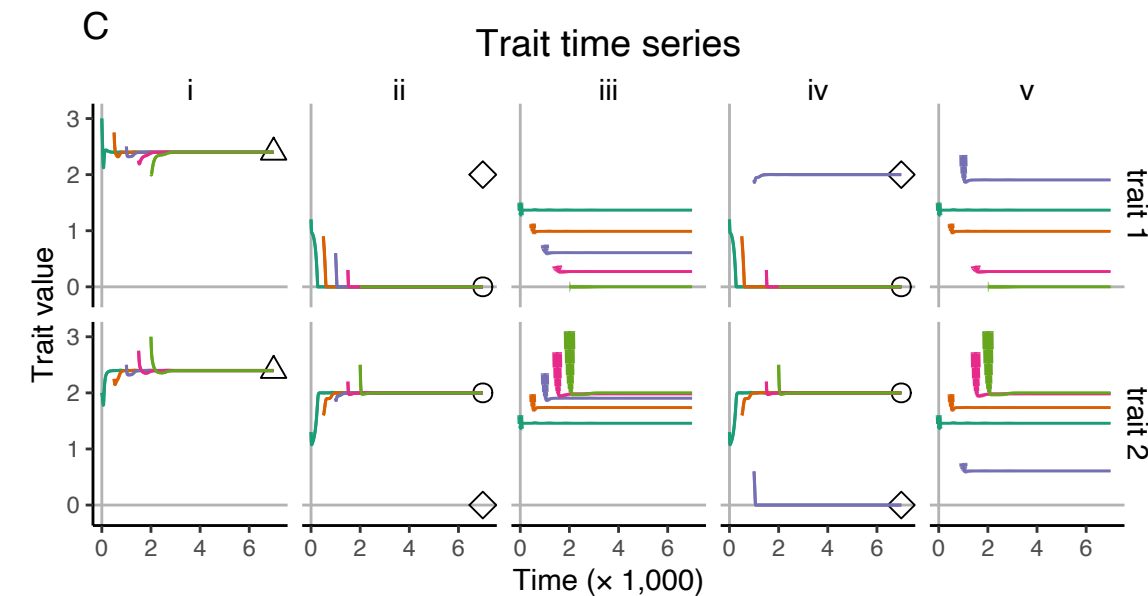 C
Trait time series
i ii iii iv v
3
2
1
0
trait 1
3
2
1
0
trait 2
Trait value
0 2 4 6 0 2 4 6 0 2 4 6 0 2 4 6 0 2 4 6
Time (× 1,000)